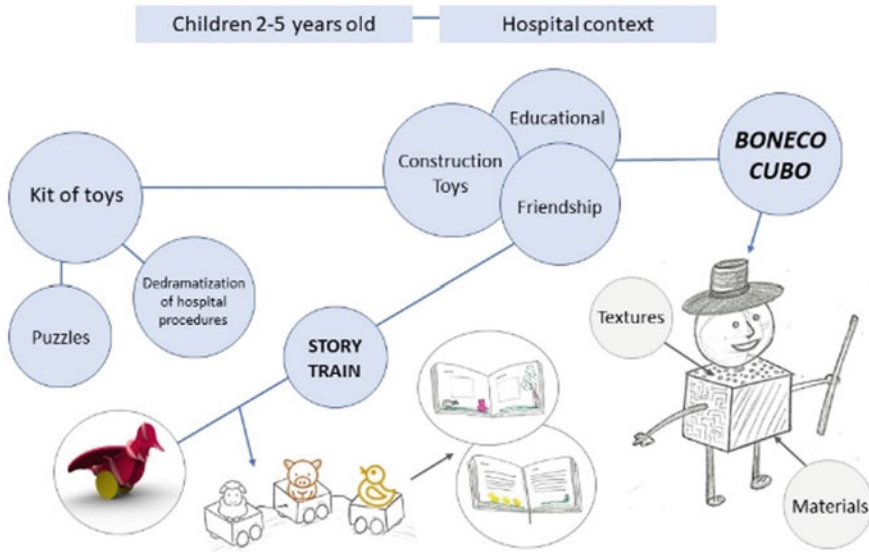 Children 2-5 years old
Hospital context
Educational
Construction
Toys
Friendship
BONECO
CUBO
Kit of toys
Dedramatization
of hospital
procedures
Puzzles
STORY
TRAIN
Textures
Materials